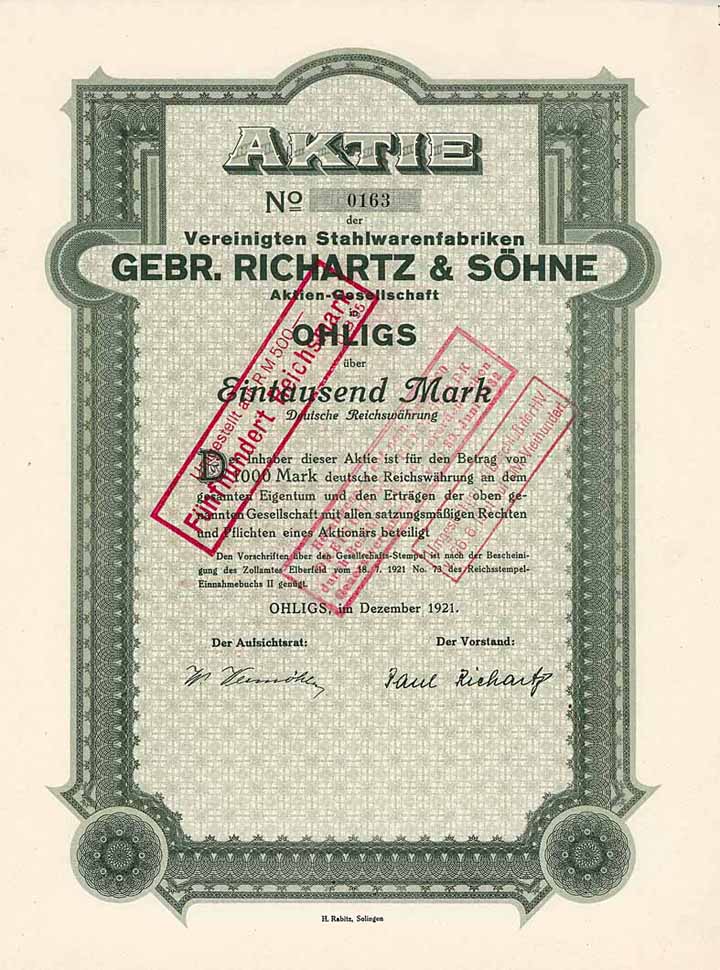 AKTIE
No 0163
der
Vereinigten Stahlwarenfabriken
GEBR. RICHARTZ & SÖHNE
Aktien-Gesellschaft
in
OHLIGS
über
Eintausend Mark
Deutsche Reichswährung
Der Inhaber dieser Aktie ist für den Betrag von
1000 Mark deutsche Reichswährung an dem
gesamten Eigentum und den Erträgen der oben ge-
nannten Gesellschaft mit allen satzungsmäßigen Rechten
und Pflichten eines Aktionärs beteiligt
Den Vorschriften über den Gesellschafts-Stempel ist nach der Bescheini-
gung des Zollamtes Elberfeld vom 18. 7. 1921 No. 73 des Reichsstempel-
Einnahmebuchs II genügt.
OHLIGS, im Dezember 1921.
Der Aufsichtsrat: Der Vorstand:
Paul Richartz
RM 500.—
Fünfhundert Reichsmark
H. Rabitz, Solingen